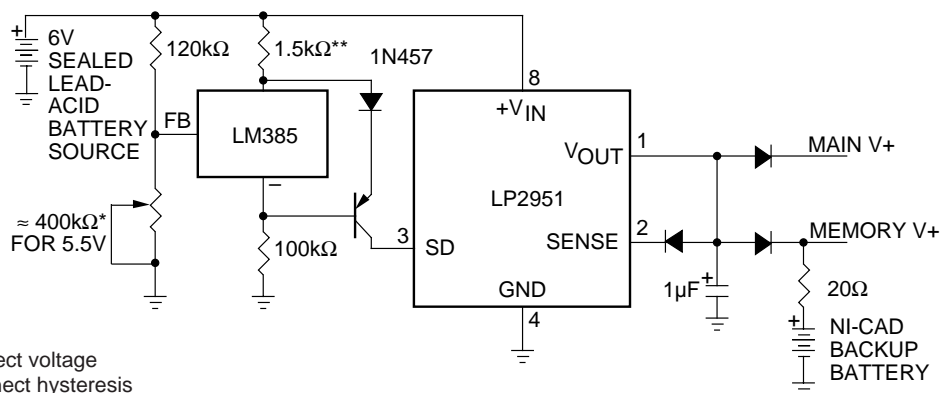 6V
SEALED
LEAD-
ACID
BATTERY
SOURCE
120kΩ
1.5kΩ**
1N457
FB
LM385
–
≈ 400kΩ*
FOR 5.5V
100kΩ
3
SD
8
+VIN
VOUT
1
LP2951
SENSE
2
GND
4
MAIN V+
MEMORY V+
1µF
+
20Ω
+
NI-CAD
BACKUP
BATTERY
+
ect voltage
nect hysteresis